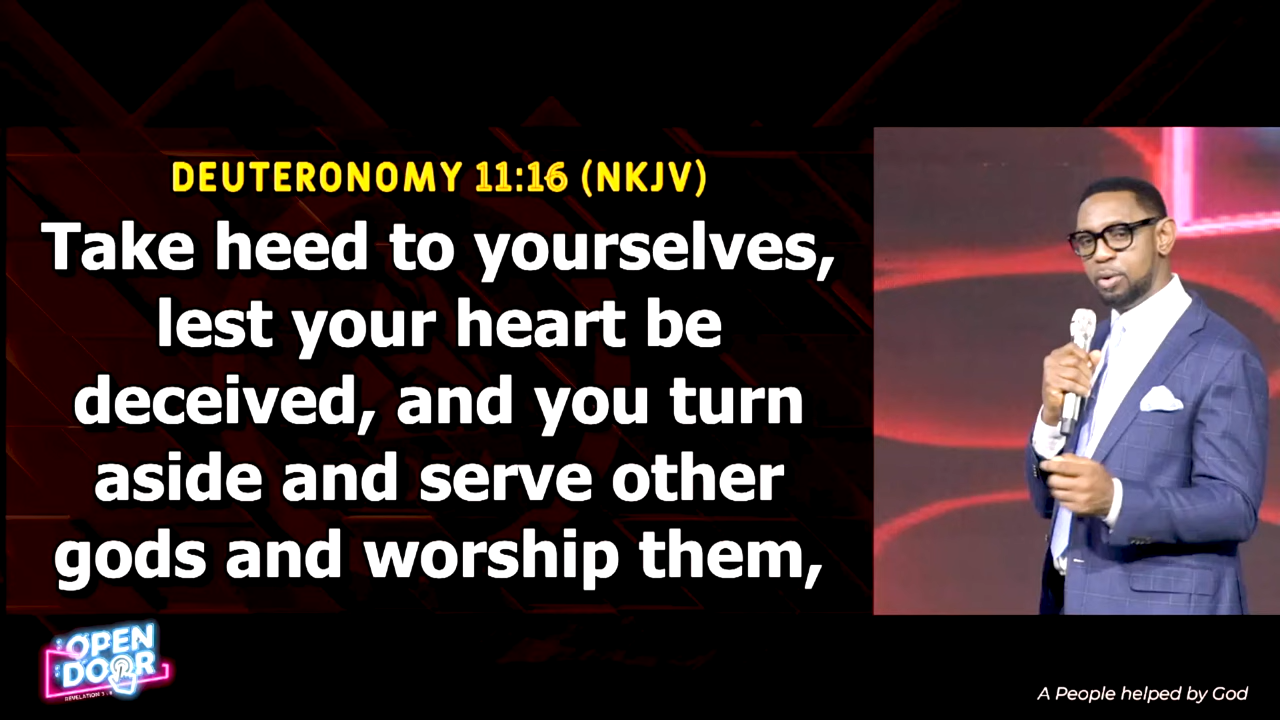 DEUTERONOMY 11:16 (NKJV)
Take heed to yourselves,
lest your heart be
deceived, and you turn
aside and serve other
gods and worship them,
OPEN
DOOR
A People helped by God